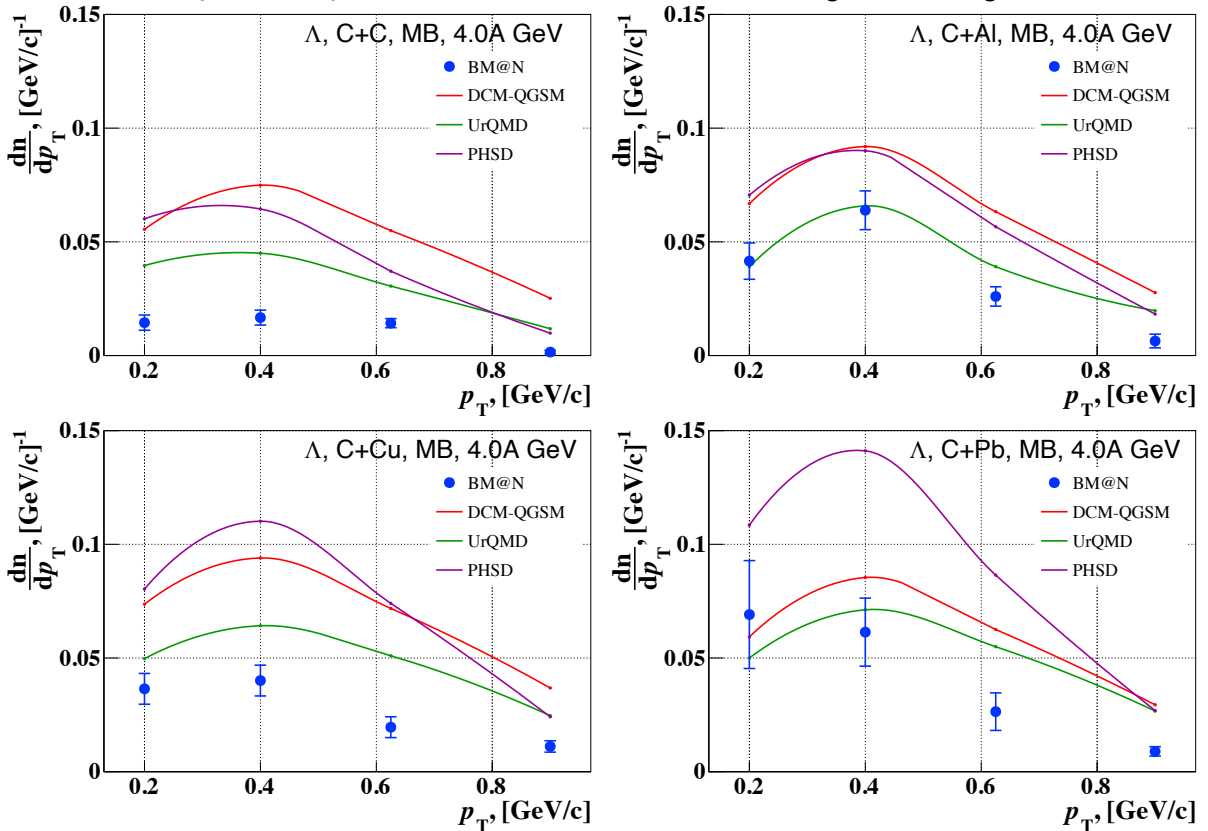 Λ, C+C, MB, 4.0A GeV
BM@N
DCM-QGSM
UrQMD
PHSD
dn/dp_T, [GeV/c]^-1
0.15
0.1
0.05
0
0.2 0.4 0.6 0.8
p_T, [GeV/c]
Λ, C+Al, MB, 4.0A GeV
BM@N
DCM-QGSM
UrQMD
PHSD
dn/dp_T, [GeV/c]^-1
0.15
0.1
0.05
0
0.2 0.4 0.6 0.8
p_T, [GeV/c]
Λ, C+Cu, MB, 4.0A GeV
BM@N
DCM-QGSM
UrQMD
PHSD
dn/dp_T, [GeV/c]^-1
0.15
0.1
0.05
0
0.2 0.4 0.6 0.8
p_T, [GeV/c]
Λ, C+Pb, MB, 4.0A GeV
BM@N
DCM-QGSM
UrQMD
PHSD
dn/dp_T, [GeV/c]^-1
0.15
0.1
0.05
0
0.2 0.4 0.6 0.8
p_T, [GeV/c]